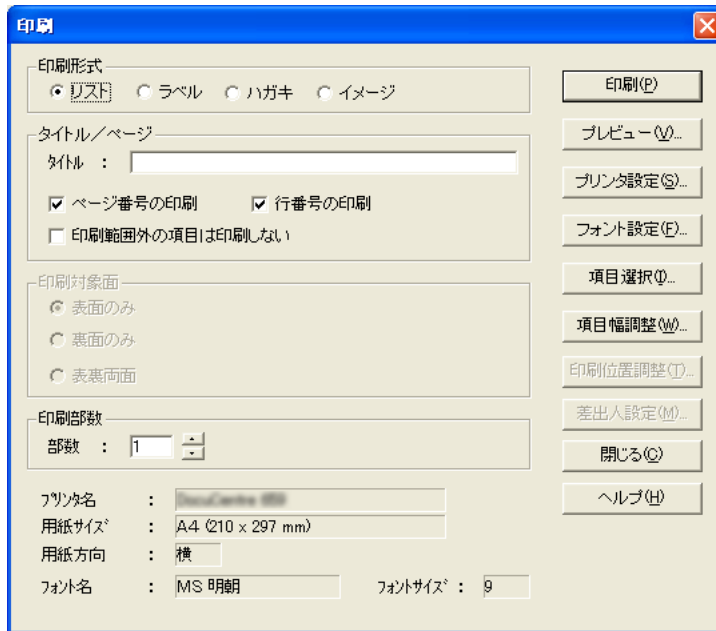 印刷
印刷形式
リスト ラベル ハガキ イメージ
タイトル/ページ
ﾀｲﾄﾙ :
ページ番号の印刷 行番号の印刷
印刷範囲外の項目は印刷しない
印刷対象面
表面のみ
裏面のみ
表裏両面
印刷部数
部数 : 1
ﾌﾟﾘﾝﾀ名 :
用紙ｻｲｽﾞ : A4 (210 x 297 mm)
用紙方向 : 横
ﾌｫﾝﾄ名 : MS 明朝 ﾌｫﾝﾄｻｲｽﾞ : 9
印刷(P)
プレビュー(V)...
プリンタ設定(S)...
フォント設定(F)...
項目選択(I)...
項目幅調整(W)...
印刷位置調整(T)...
差出人設定(M)...
閉じる(C)
ヘルプ(H)